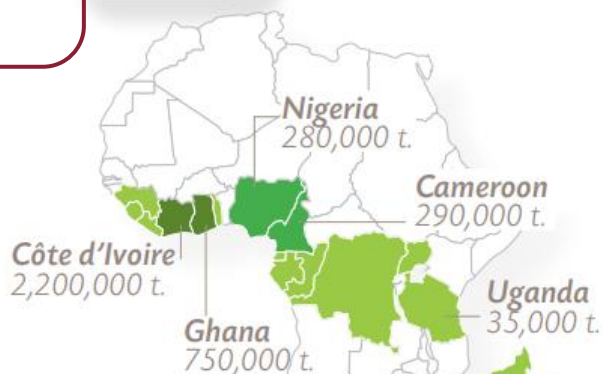 Nigeria
280,000 t.
Cameroon
290,000 t.
Côte d'Ivoire
2,200,000 t.
Uganda
35,000 t.
Ghana
750,000 t.